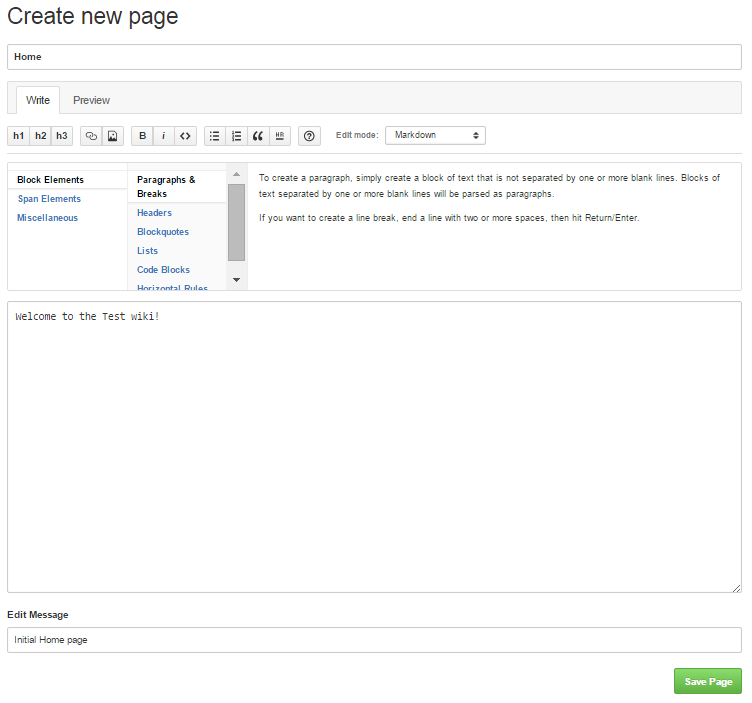 Create new page
Home
Write Preview
h1 h2 h3 B i <> HR ? Edit mode: Markdown
Block Elements
Span Elements
Miscellaneous
Paragraphs &
Breaks
Headers
Blockquotes
Lists
Code Blocks
Horizontal Rules
To create a paragraph, simply create a block of text that is not separated by one or more blank lines. Blocks of
text separated by one or more blank lines will be parsed as paragraphs.
If you want to create a line break, end a line with two or more spaces, then hit Return/Enter.
Welcome to the Test wiki!
Edit Message
Initial Home page
Save Page